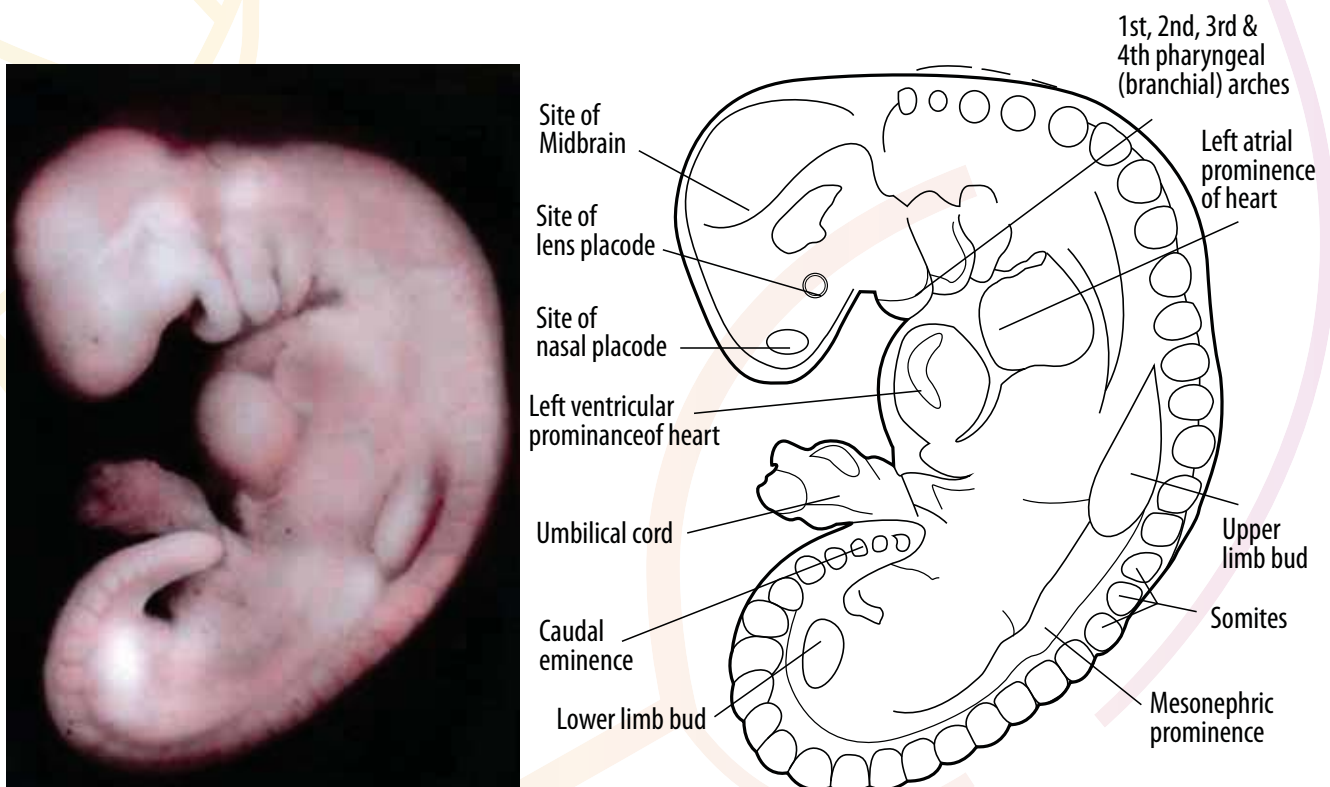 1st, 2nd, 3rd &
4th pharyngeal
(branchial) arches
Site of
Midbrain
Left atrial
prominence
of heart
Site of
lens placode
Site of
nasal placode
Left ventricular
prominanceof heart
Umbilical cord
Upper
limb bud
Somites
Caudal
eminence
Lower limb bud
Mesonephric
prominence